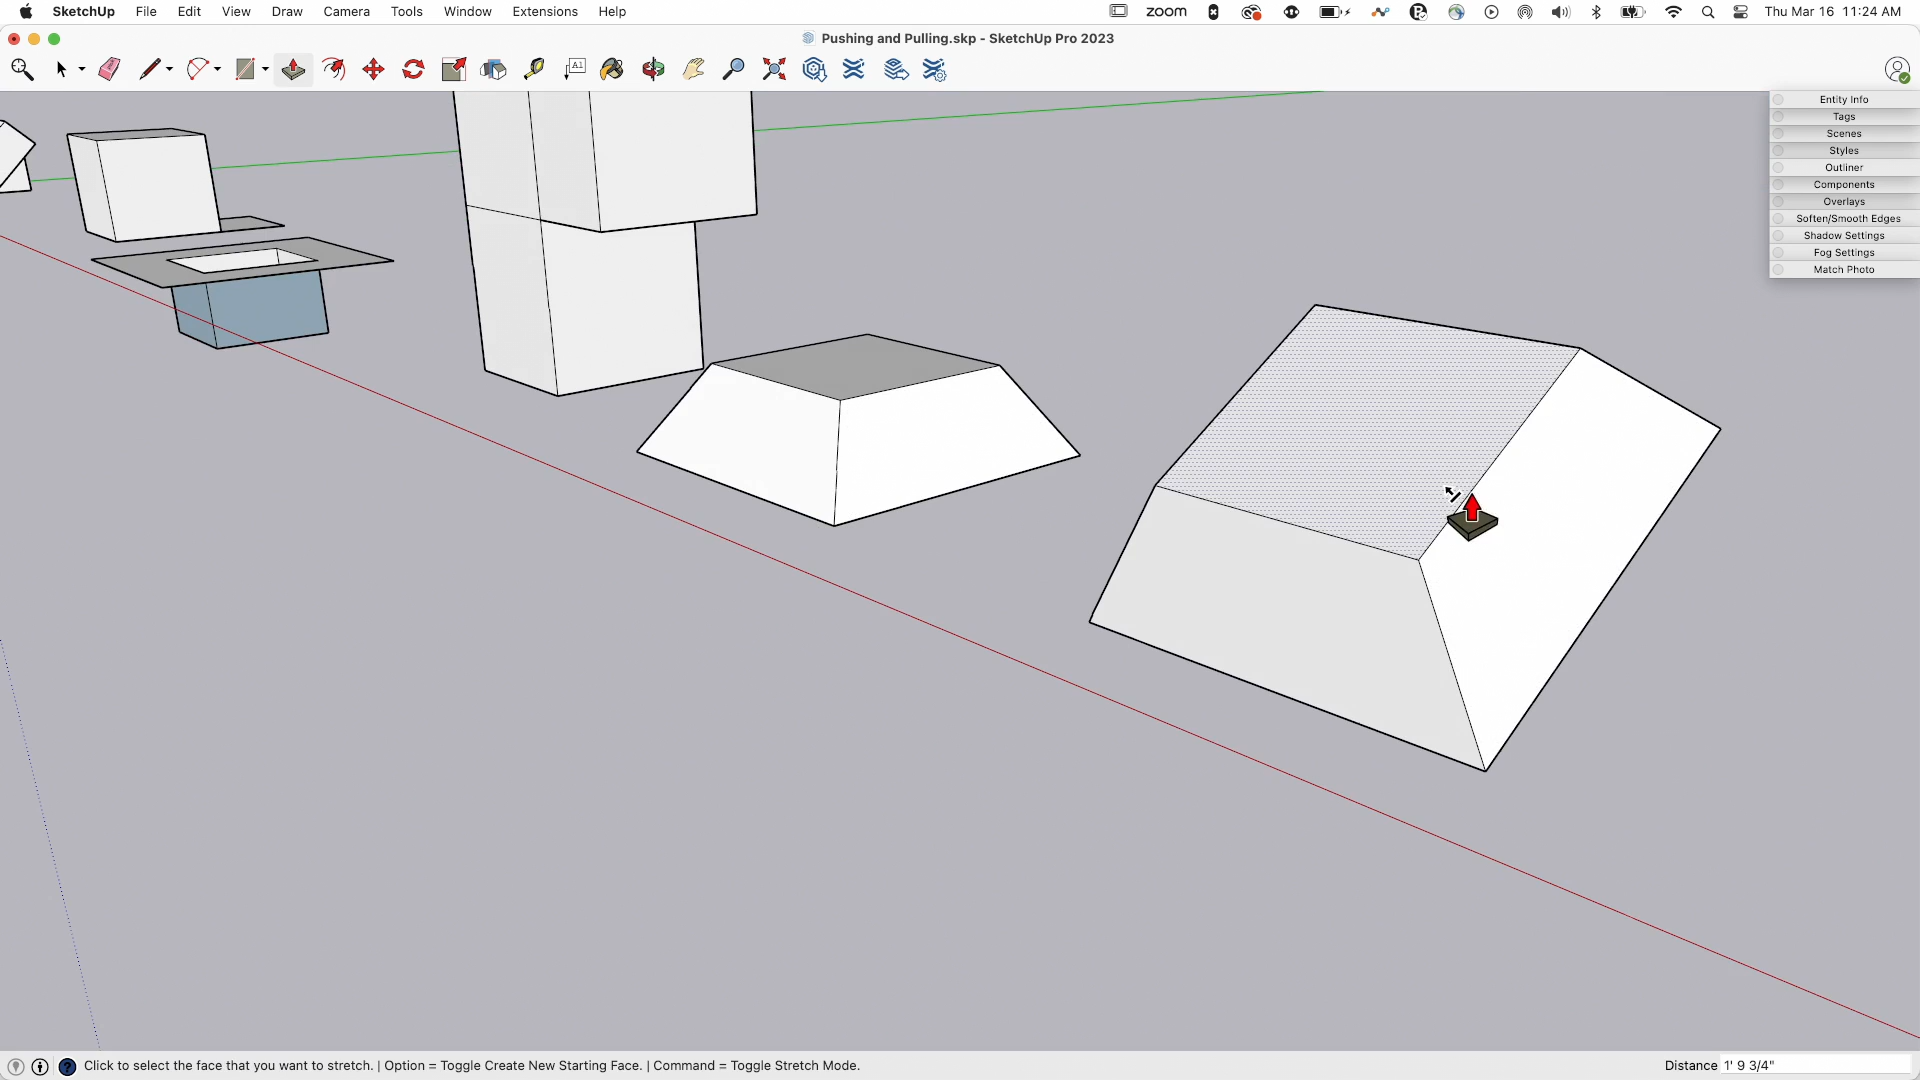 SketchUp File Edit View Draw Camera Tools Window Extensions Help zoom Thu Mar 16 11:24 AM
Pushing and Pulling.skp - SketchUp Pro 2023
A1
Entity Info
Tags
Scenes
Styles
Outliner
Components
Overlays
Soften/Smooth Edges
Shadow Settings
Fog Settings
Match Photo
Click to select the face that you want to stretch. | Option = Toggle Create New Starting Face. | Command = Toggle Stretch Mode. Distance 1' 9 3/4"